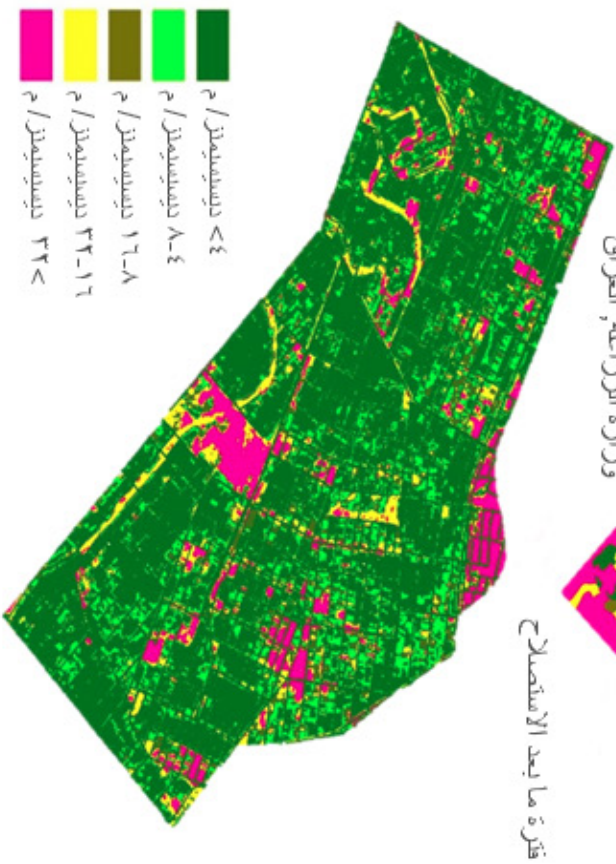 وزارة الزراعة, العراق
فترة ما بعد الاستصلاح
<٤ ديسيسيمنز/م
٤-٨ ديسيسيمنز/م
٨-١٦ ديسيسيمنز/م
١٦-٣٢ ديسيسيمنز/م
>٣٢ ديسيسيمنز/م